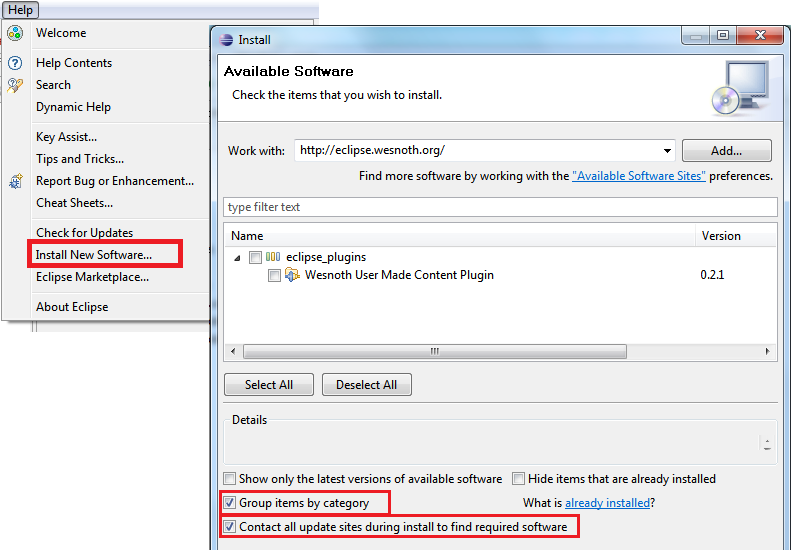 Help
Welcome
Help Contents
Search
Dynamic Help
Key Assist...
Tips and Tricks...
Report Bug or Enhancement...
Cheat Sheets...
Check for Updates
Install New Software...
Eclipse Marketplace...
About Eclipse
Install
Available Software
Check the items that you wish to install.
Work with: http://eclipse.wesnoth.org/ Add...
Find more software by working with the "Available Software Sites" preferences.
type filter text
Name Version
eclipse_plugins
Wesnoth User Made Content Plugin 0.2.1
Select All Deselect All
Details
Show only the latest versions of available software Hide items that are already installed
Group items by category What is already installed?
Contact all update sites during install to find required software